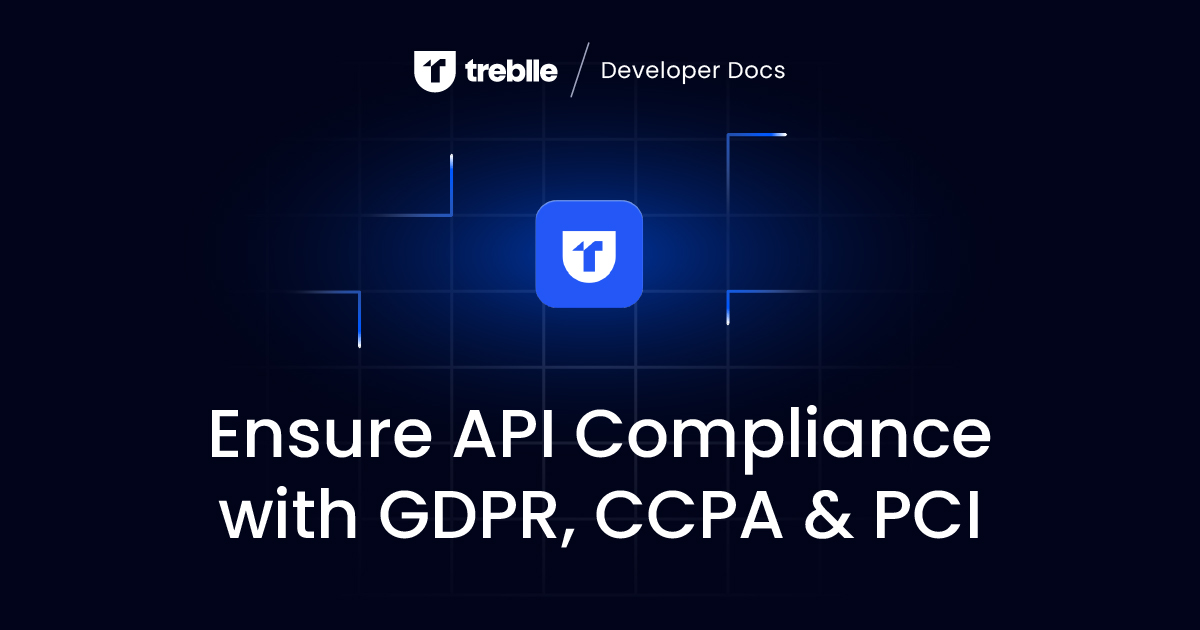 treblle / Developer Docs
Ensure API Compliance
with GDPR, CCPA & PCI